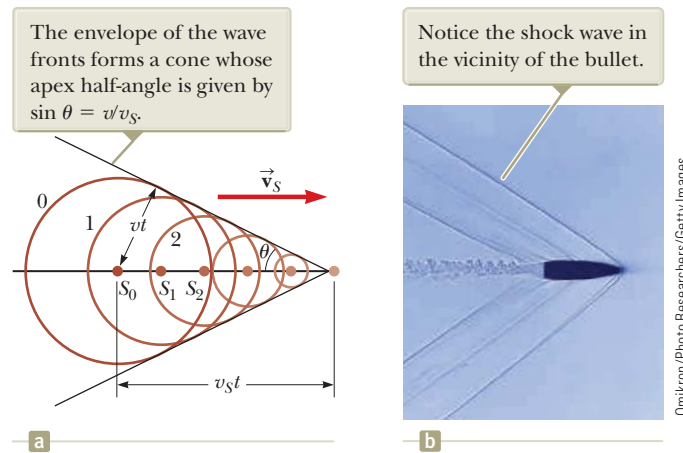 The envelope of the wave
fronts forms a cone whose
apex half-angle is given by
sin θ = v/vS.
0
1
2
vt
vS
θ
S0
S1
S2
vSt
a
Notice the shock wave in
the vicinity of the bullet.
Omikron/Photo Researchers/Getty Images
b